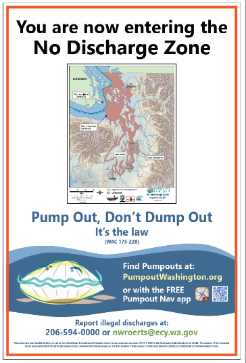 You are now entering the
No Discharge Zone
Pump Out, Don't Dump Out
It's the law
(WAC 173-228)
Find Pumpouts at:
PumpoutWashington.org
or with the FREE
Pumpout Nav app
Report illegal discharges at:
206-594-0000 or nwroerts@ecy.wa.gov